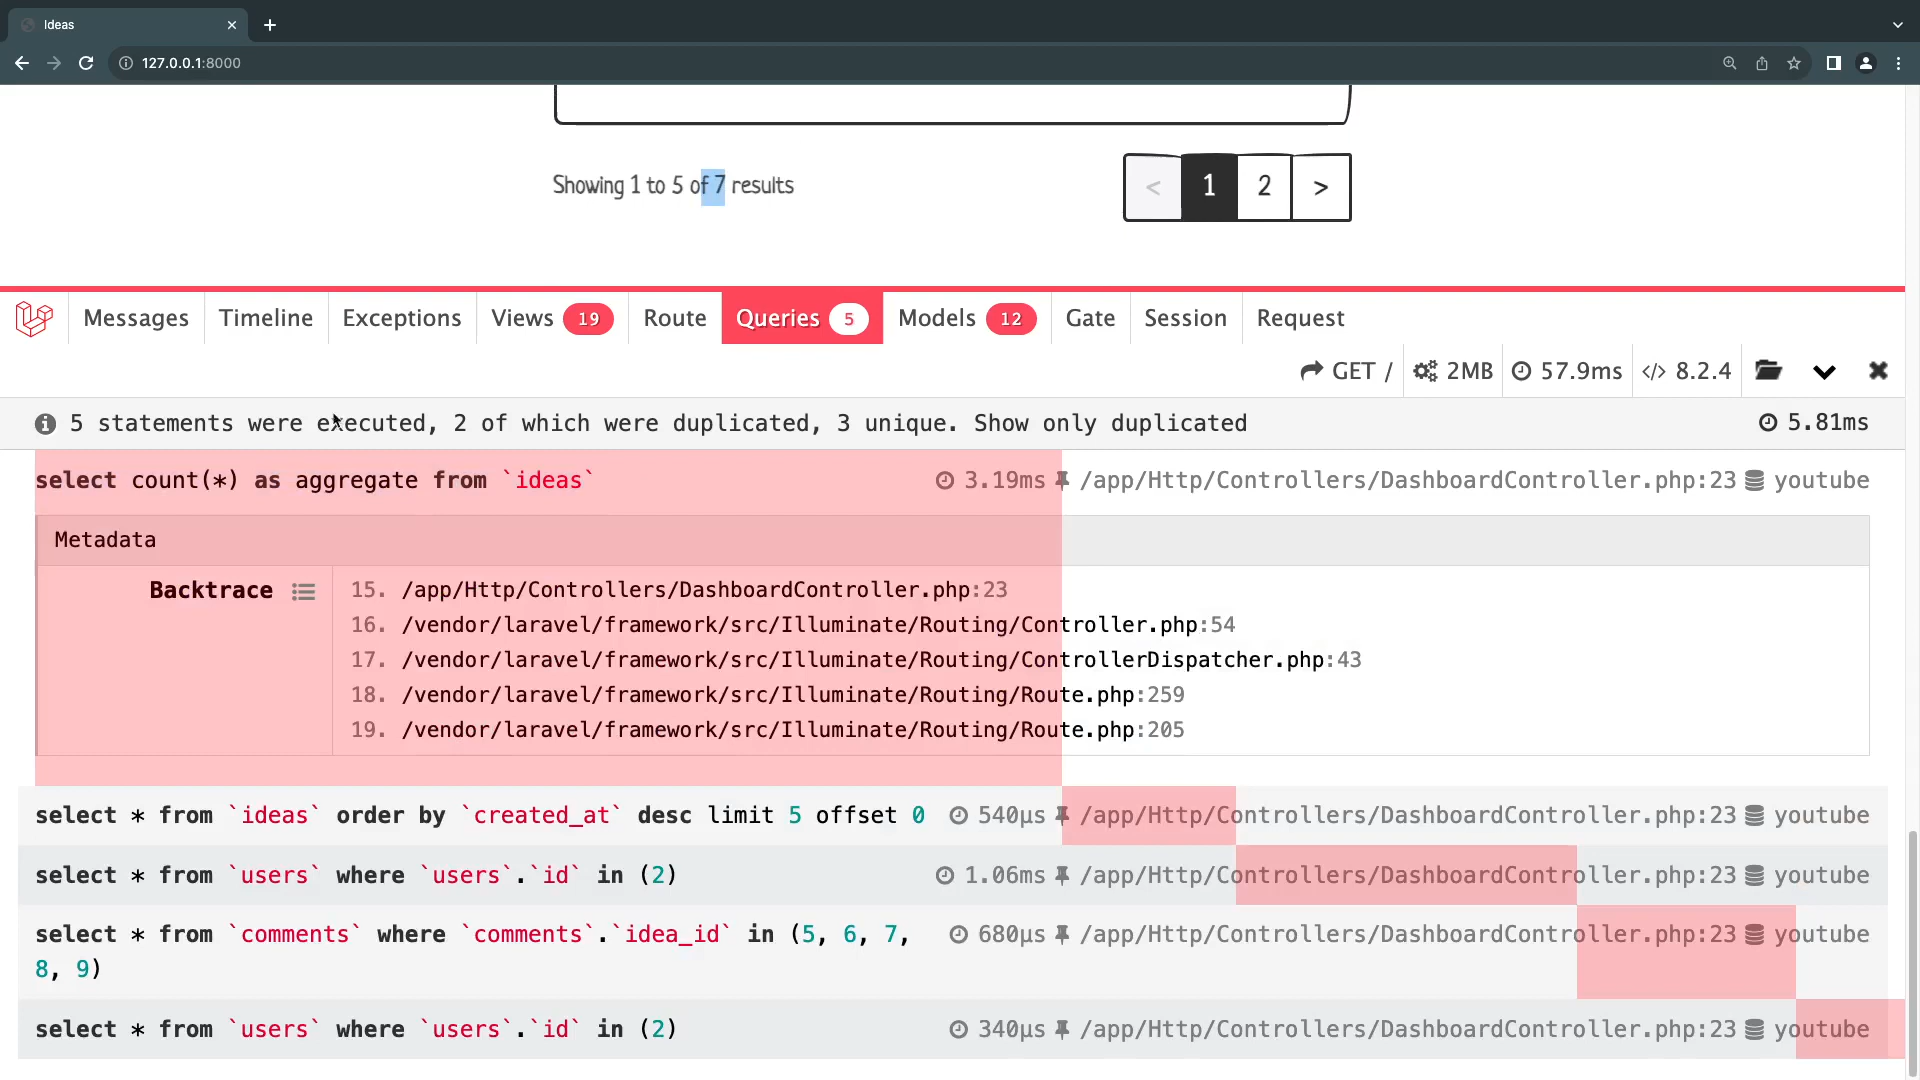 Ideas
127.0.0.1:8000
Showing 1 to 5 of 7 results
< 1 2 >
Messages Timeline Exceptions Views 19 Route Queries 5 Models 12 Gate Session Request
GET / 2MB 57.9ms 8.2.4
5 statements were executed, 2 of which were duplicated, 3 unique. Show only duplicated 5.81ms
select count(*) as aggregate from `ideas` 3.19ms /app/Http/Controllers/DashboardController.php:23 youtube
Metadata
Backtrace 15. /app/Http/Controllers/DashboardController.php:23
16. /vendor/laravel/framework/src/Illuminate/Routing/Controller.php:54
17. /vendor/laravel/framework/src/Illuminate/Routing/ControllerDispatcher.php:43
18. /vendor/laravel/framework/src/Illuminate/Routing/Route.php:259
19. /vendor/laravel/framework/src/Illuminate/Routing/Route.php:205
select * from `ideas` order by `created_at` desc limit 5 offset 0 540μs /app/Http/Controllers/DashboardController.php:23 youtube
select * from `users` where `users`.`id` in (2) 1.06ms /app/Http/Controllers/DashboardController.php:23 youtube
select * from `comments` where `comments`.`idea_id` in (5, 6, 7, 680μs /app/Http/Controllers/DashboardController.php:23 youtube
8, 9)
select * from `users` where `users`.`id` in (2) 340μs /app/Http/Controllers/DashboardController.php:23 youtube